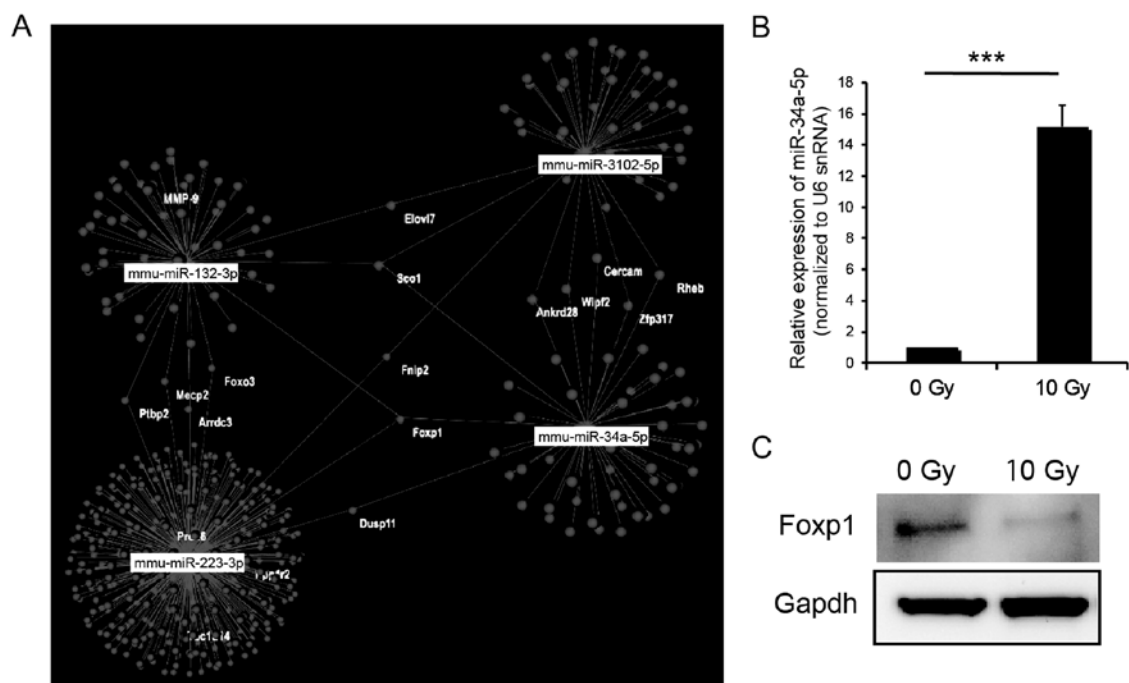 A
mmu-miR-3102-5p
MMP-9
Elovl7
mmu-miR-132-3p
Sco1
Cercam
Rheb
Ankrd28
Wipf2
Zfp317
Fnip2
Foxo3
Mecp2
Ptbp2
Arrdc3
Foxp1
mmu-miR-34a-5p
Dusp11
mmu-miR-223-3p
B
***
Relative expression of miR-34a-5p
(normalized to U6 snRNA)
18
16
14
12
10
8
6
4
2
0
0 Gy
10 Gy
C
0 Gy
10 Gy
Foxp1
Gapdh